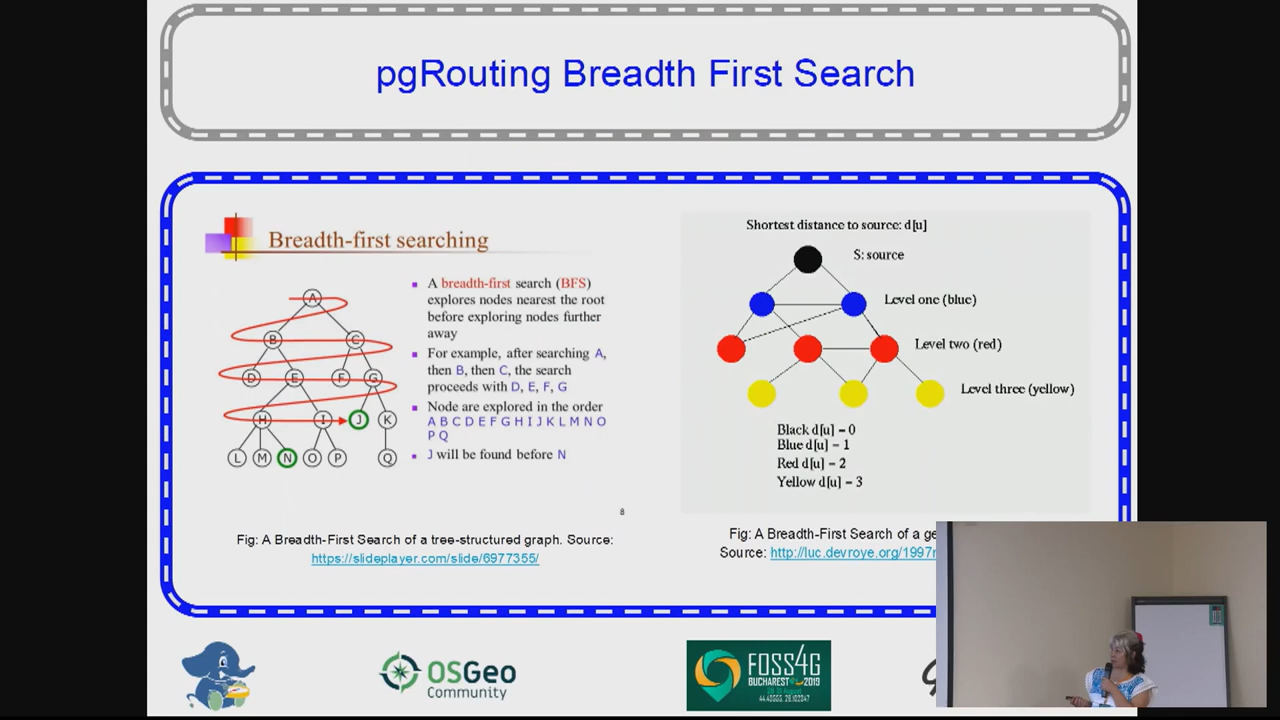 pgRouting Breadth First Search
Breadth-first searching
A breadth-first search (BFS)
explores nodes nearest the root
before exploring nodes further
away
For example, after searching A,
then B, then C, the search
proceeds with D, E, F, G
Node are explored in the order
A B C D E F G H I J K L M N O
P Q
J will be found before N
A
B C
D E F G
H I J K
L M N O P Q
8
Fig: A Breadth-First Search of a tree-structured graph. Source:
https://slideplayer.com/slide/6977355/
Shortest distance to source: d[u]
S: source
Level one (blue)
Level two (red)
Level three (yellow)
Black d[u] = 0
Blue d[u] = 1
Red d[u] = 2
Yellow d[u] = 3
Fig: A Breadth-First Search of a
Source: http://luc.devroye.org/1997
OSGeo
Community
FOSS4G
BUCHAREST 2019